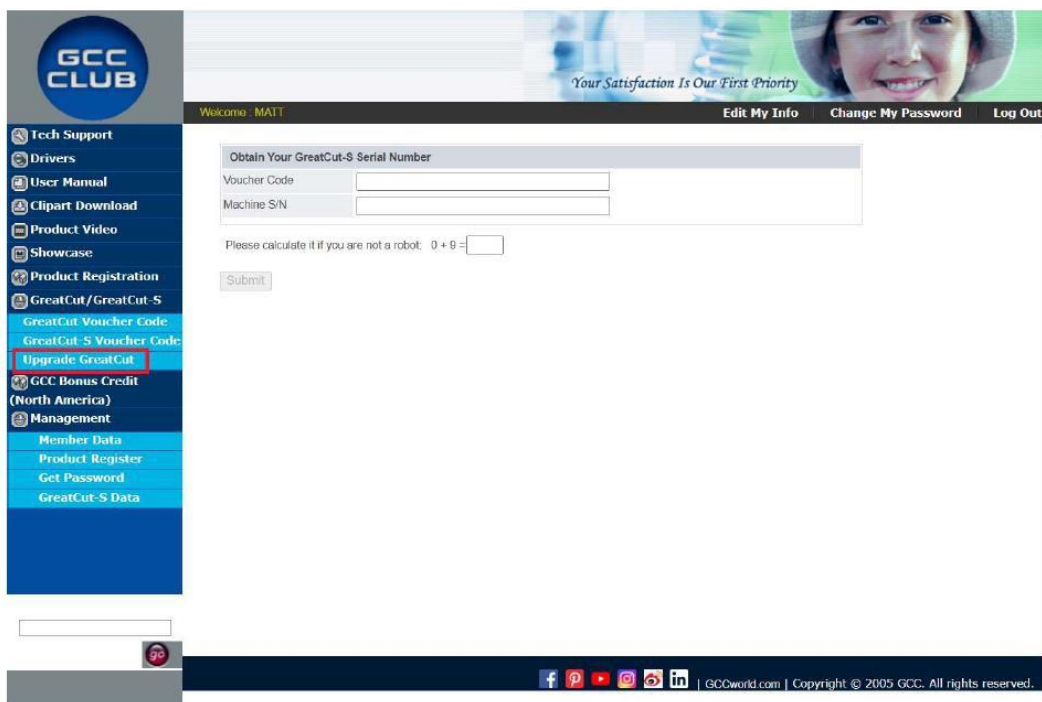 GCC
CLUB
Your Satisfaction Is Our First Priority
Welcome : MATT
Edit My Info
Change My Password
Log Out
Tech Support
Drivers
User Manual
Clipart Download
Product Video
Showcase
Product Registration
GreatCut/GreatCut-S
GreatCut Voucher Code
GreatCut-S Voucher Code
Upgrade GreatCut
GCC Bonus Credit
(North America)
Management
Member Data
Product Register
Get Password
GreatCut-S Data
go
Obtain Your GreatCut-S Serial Number
Voucher Code
Machine S/N
Please calculate it if you are not a robot: 0 + 9 =
Submit
| GCCworld.com | Copyright © 2005 GCC. All rights reserved.